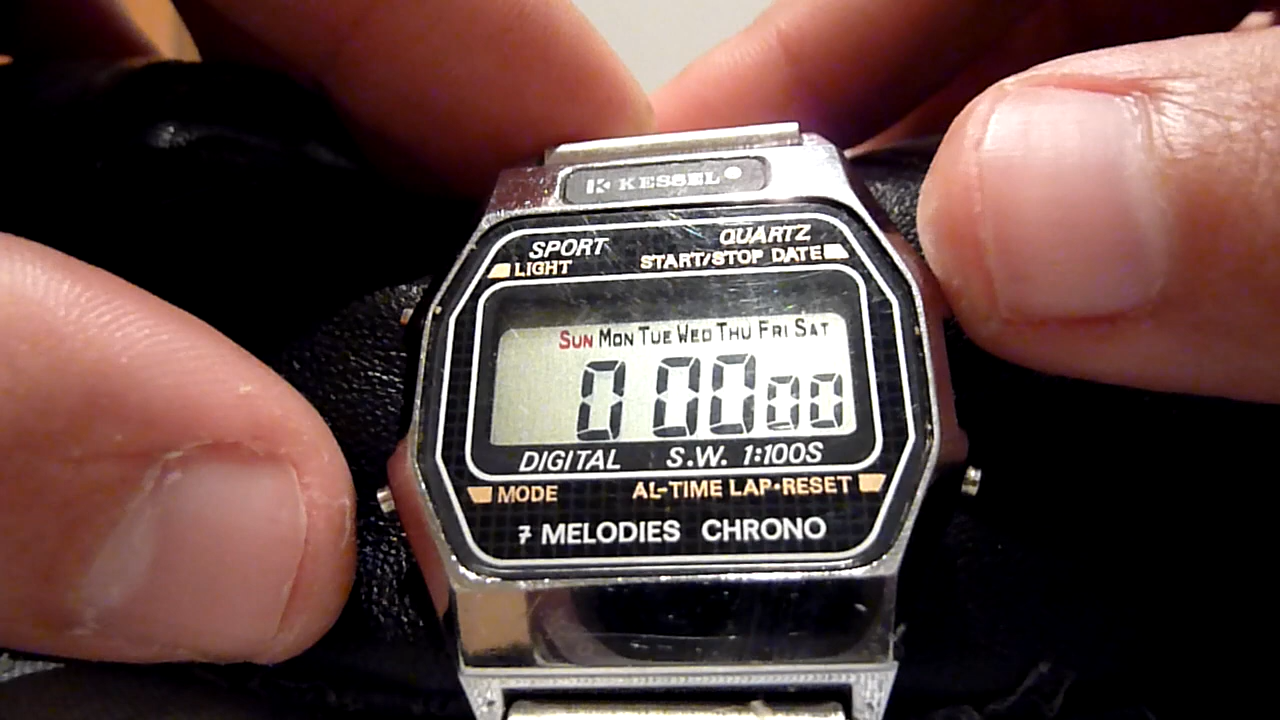 K KESSEL
SPORT QUARTZ
LIGHT START/STOP DATE
SUN MON TUE WED THU FRI SAT
0 00 00
DIGITAL S.W. 1:100S
MODE AL-TIME LAP·RESET
7 MELODIES CHRONO